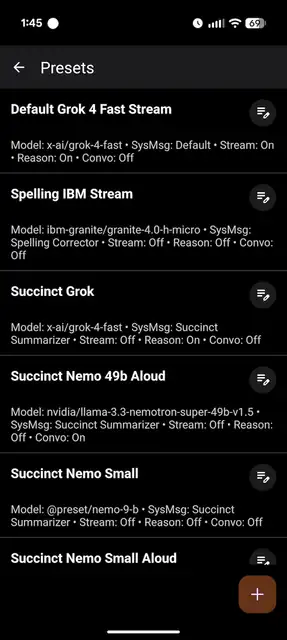 1:45
69
Presets
Default Grok 4 Fast Stream
Model: x-ai/grok-4-fast • SysMsg: Default • Stream: On
• Reason: On • Convo: Off
Spelling IBM Stream
Model: ibm-granite/granite-4.0-h-micro • SysMsg:
Spelling Corrector • Stream: Off • Reason: Off • Convo:
Off
Succinct Grok
Model: x-ai/grok-4-fast • SysMsg: Succinct
Summarizer • Stream: Off • Reason: On • Convo: Off
Succinct Nemo 49b Aloud
Model: nvidia/llama-3.3-nemotron-super-49b-v1.5 •
SysMsg: Succinct Summarizer • Stream: Off • Reason:
Off • Convo: On
Succinct Nemo Small
Model: @preset/nemo-9-b • SysMsg: Succinct
Summarizer • Stream: Off • Reason: Off • Convo: Off
Succinct Nemo Small Aloud